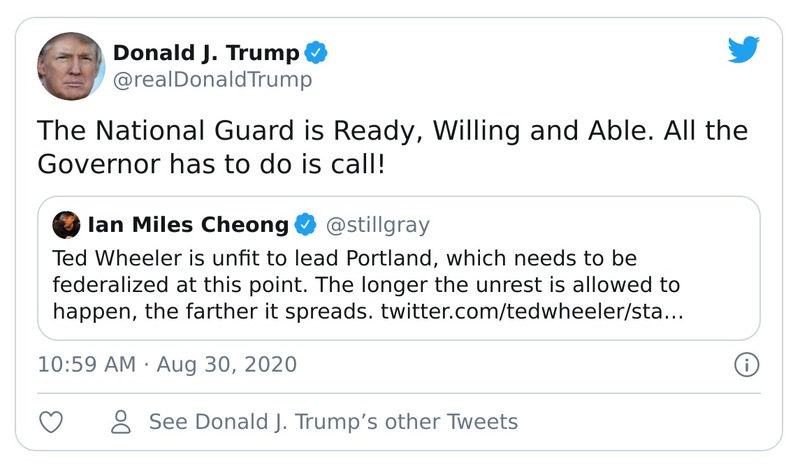 Donald J. Trump
@realDonaldTrump
The National Guard is Ready, Willing and Able. All the
Governor has to do is call!
Ian Miles Cheong @stillgray
Ted Wheeler is unfit to lead Portland, which needs to be
federalized at this point. The longer the unrest is allowed to
happen, the farther it spreads. twitter.com/tedwheeler/sta…
10:59 AM · Aug 30, 2020
See Donald J. Trump’s other Tweets